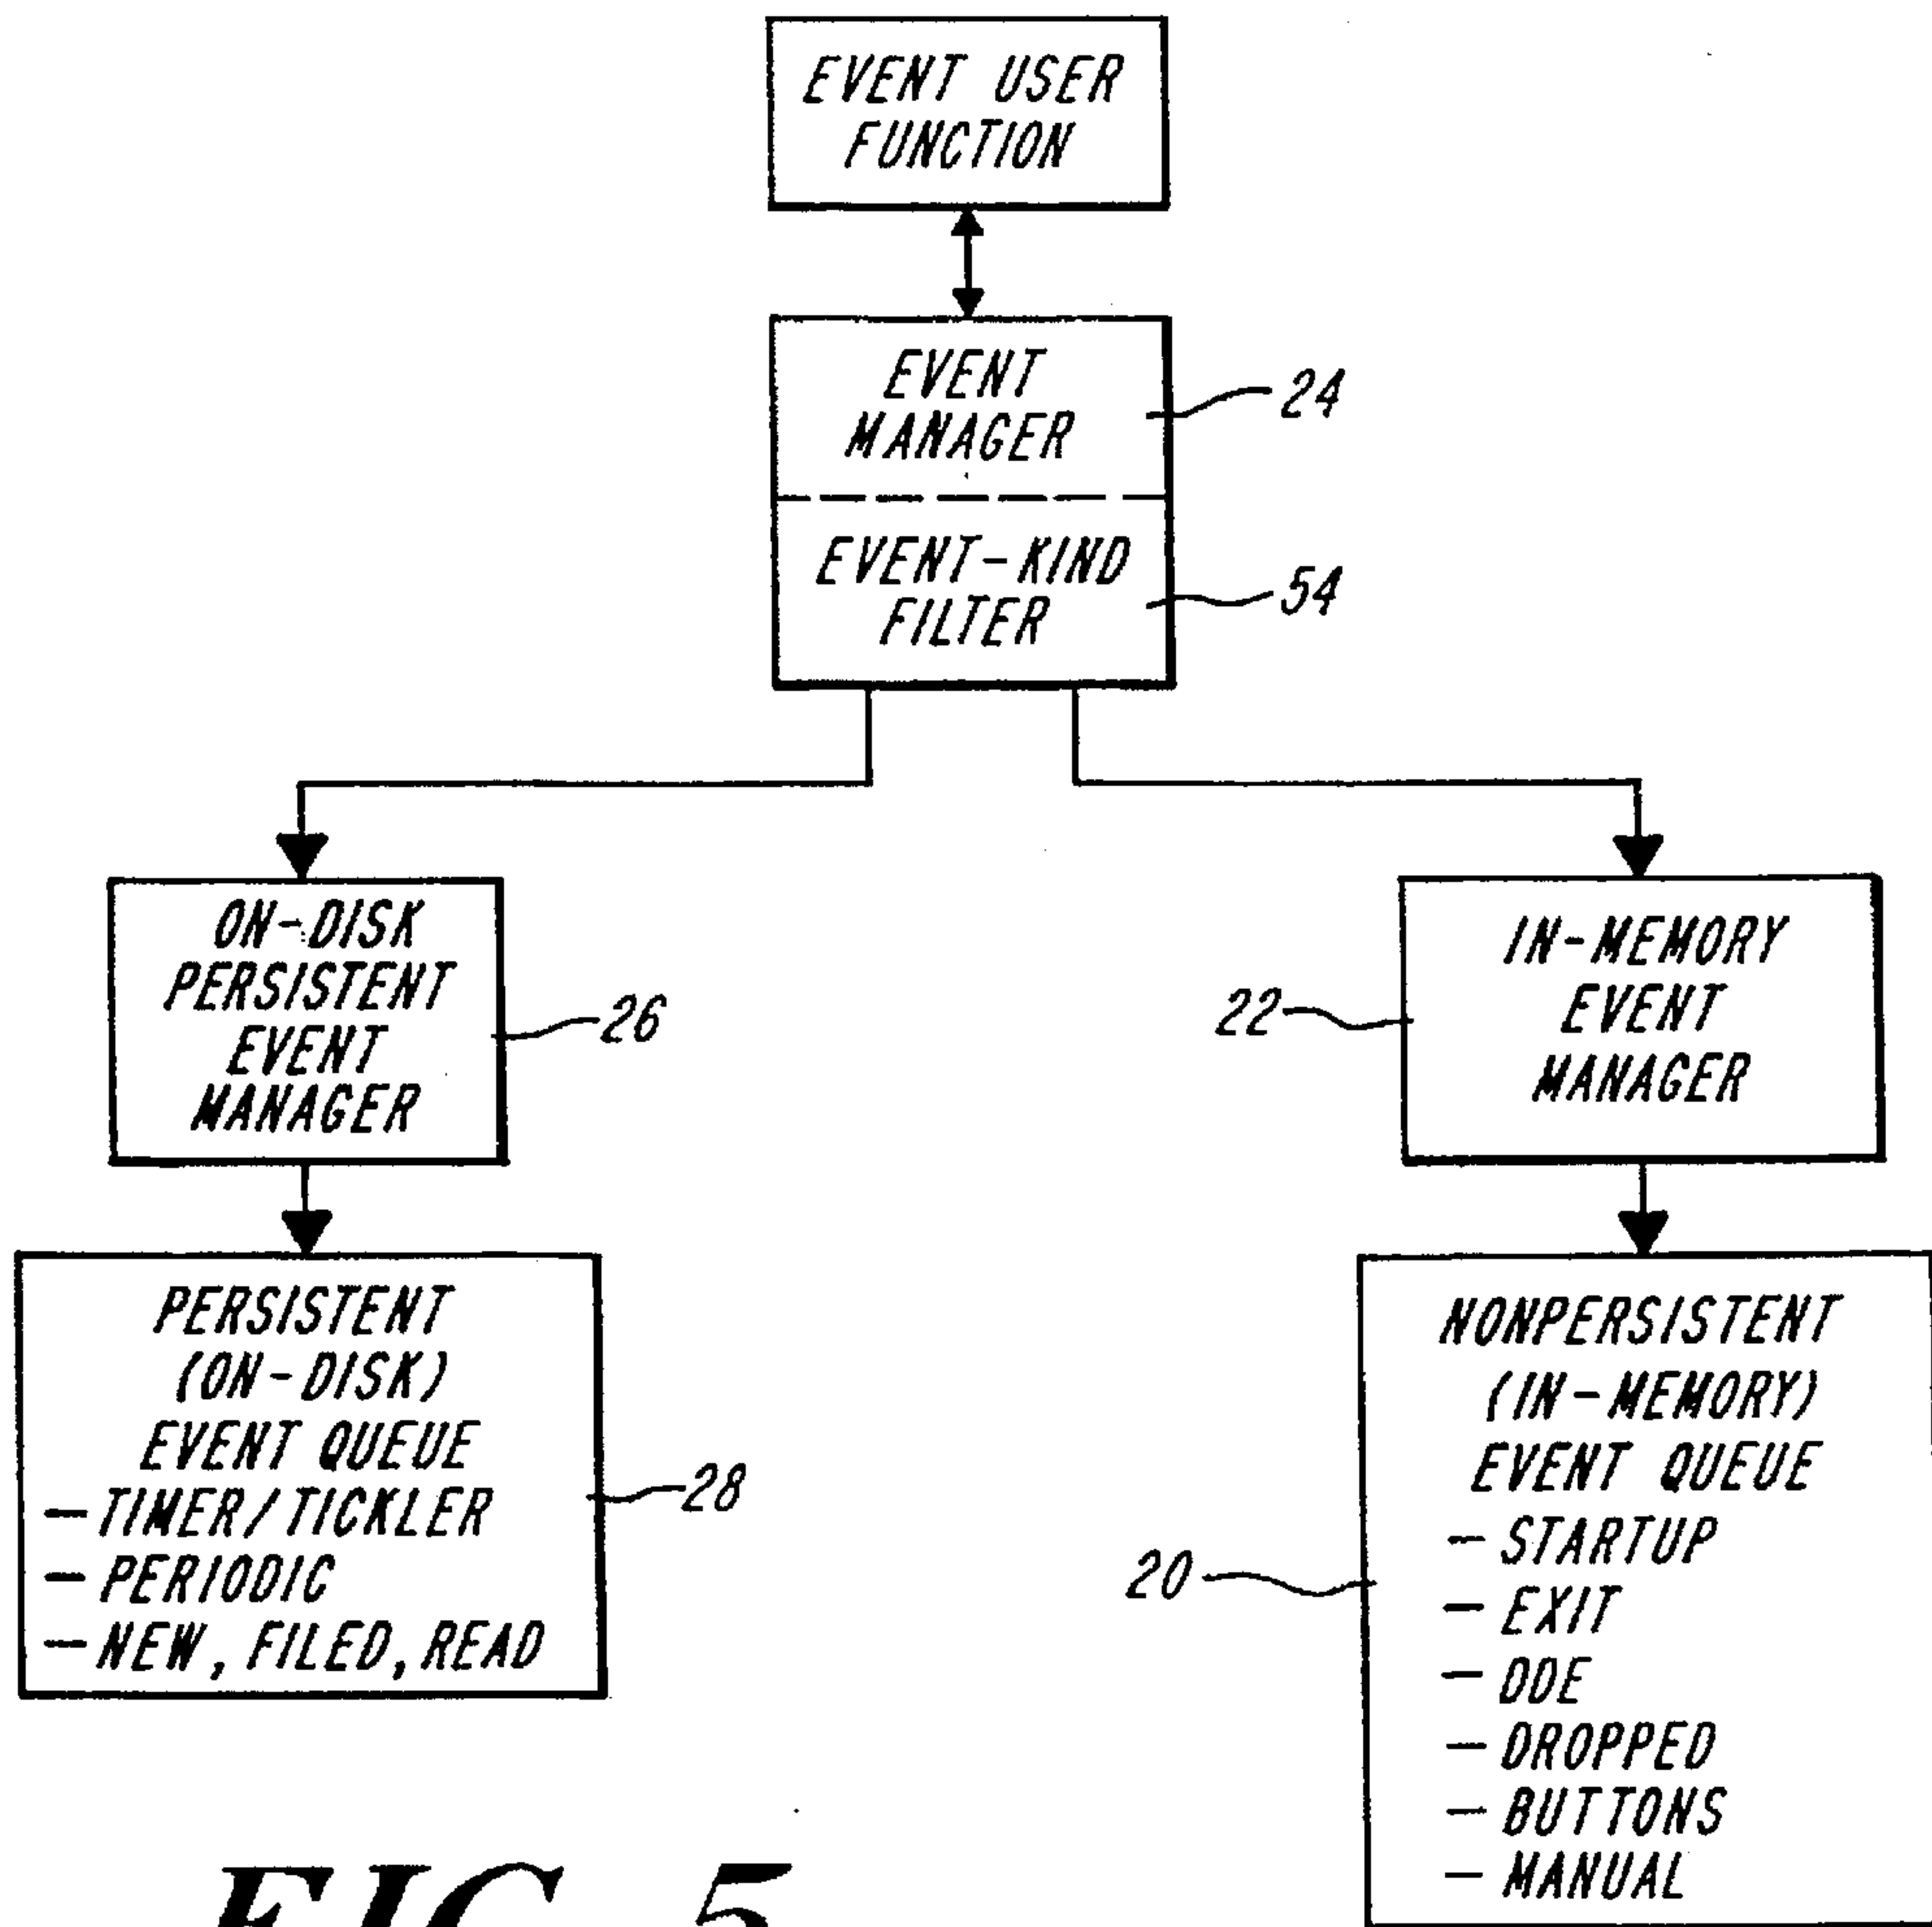 EVENT USER
FUNCTION
EVENT
MANAGER
24
EVENT-KIND
FILTER
54
ON-DISK
PERSISTENT
EVENT
MANAGER
26
22
IN-MEMORY
EVENT
MANAGER
PERSISTENT
(ON-DISK)
EVENT QUEUE
- TIMER/TICKLER
- PERIODIC
- NEW, FILED, READ
28
20
NONPERSISTENT
(IN-MEMORY)
EVENT QUEUE
- STARTUP
- EXIT
- DDE
- DROPPED
- BUTTONS
- MANUAL
FIG. 5